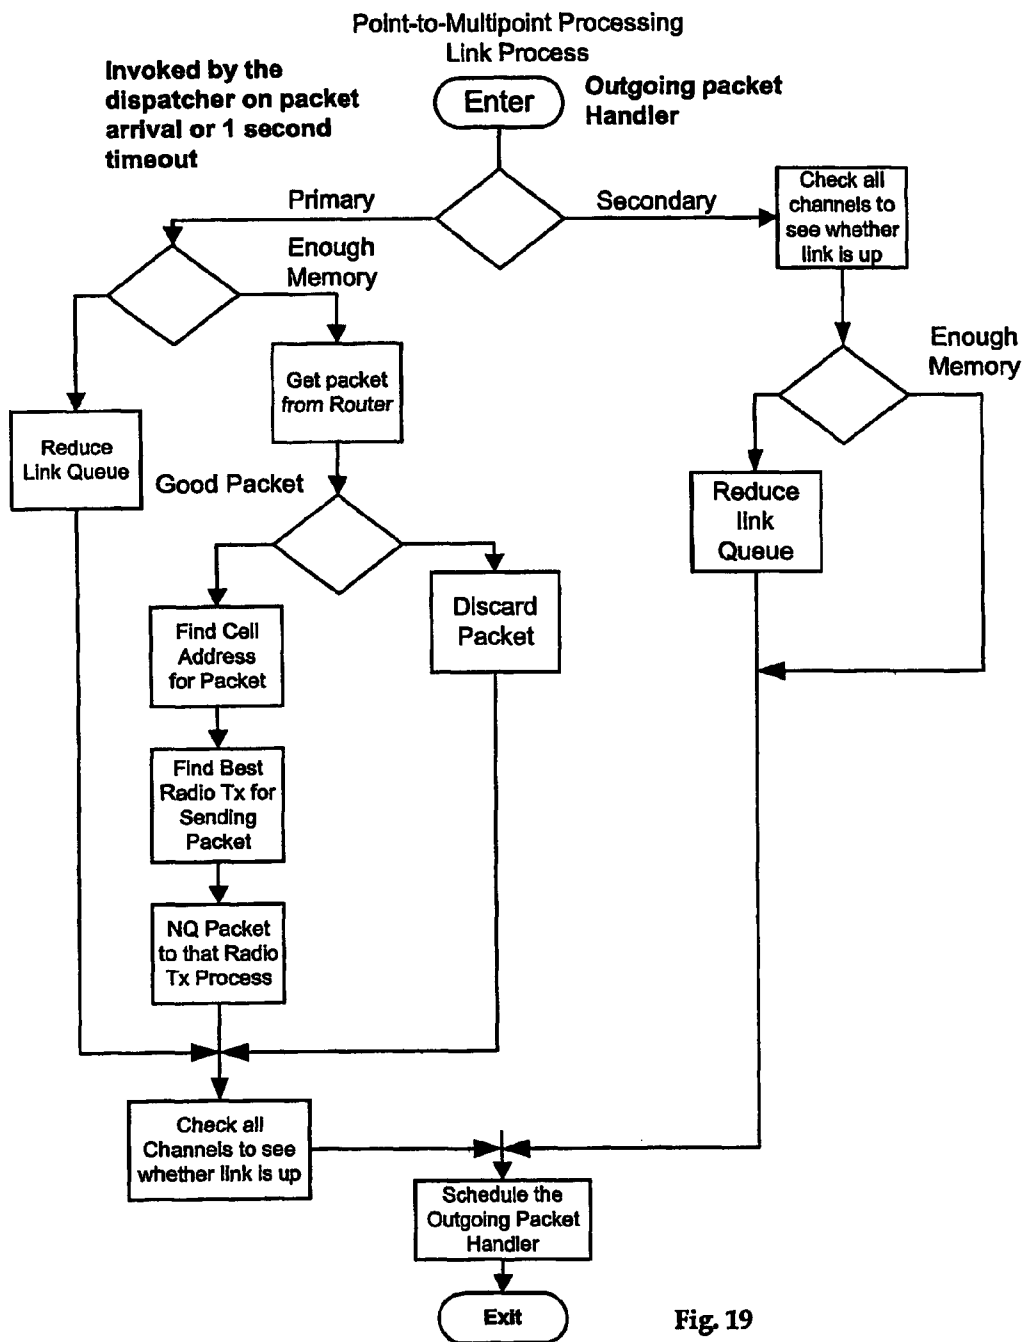 Point-to-Multipoint Processing
Link Process
Invoked by the
dispatcher on packet
arrival or 1 second
timeout
Enter
Outgoing packet
Handler
Primary
Secondary
Check all
channels to
see whether
link is up
Enough
Memory
Enough
Memory
Get packet
from Router
Reduce
Link Queue
Good Packet
Reduce
link
Queue
Discard
Packet
Find Cell
Address
for Packet
Find Best
Radio Tx for
Sending
Packet
NQ Packet
to that Radio
Tx Process
Check all
Channels to see
whether link is up
Schedule the
Outgoing Packet
Handler
Exit
Fig. 19